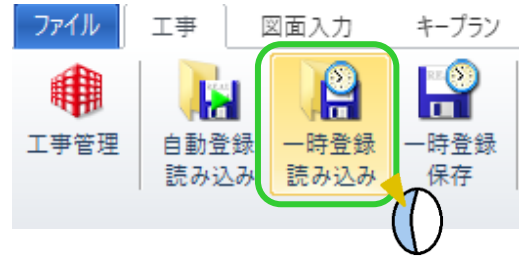 ファイル 工事 図面入力 キープラン
工事管理 自動登録 一時登録 一時登録
読み込み 読み込み 保存